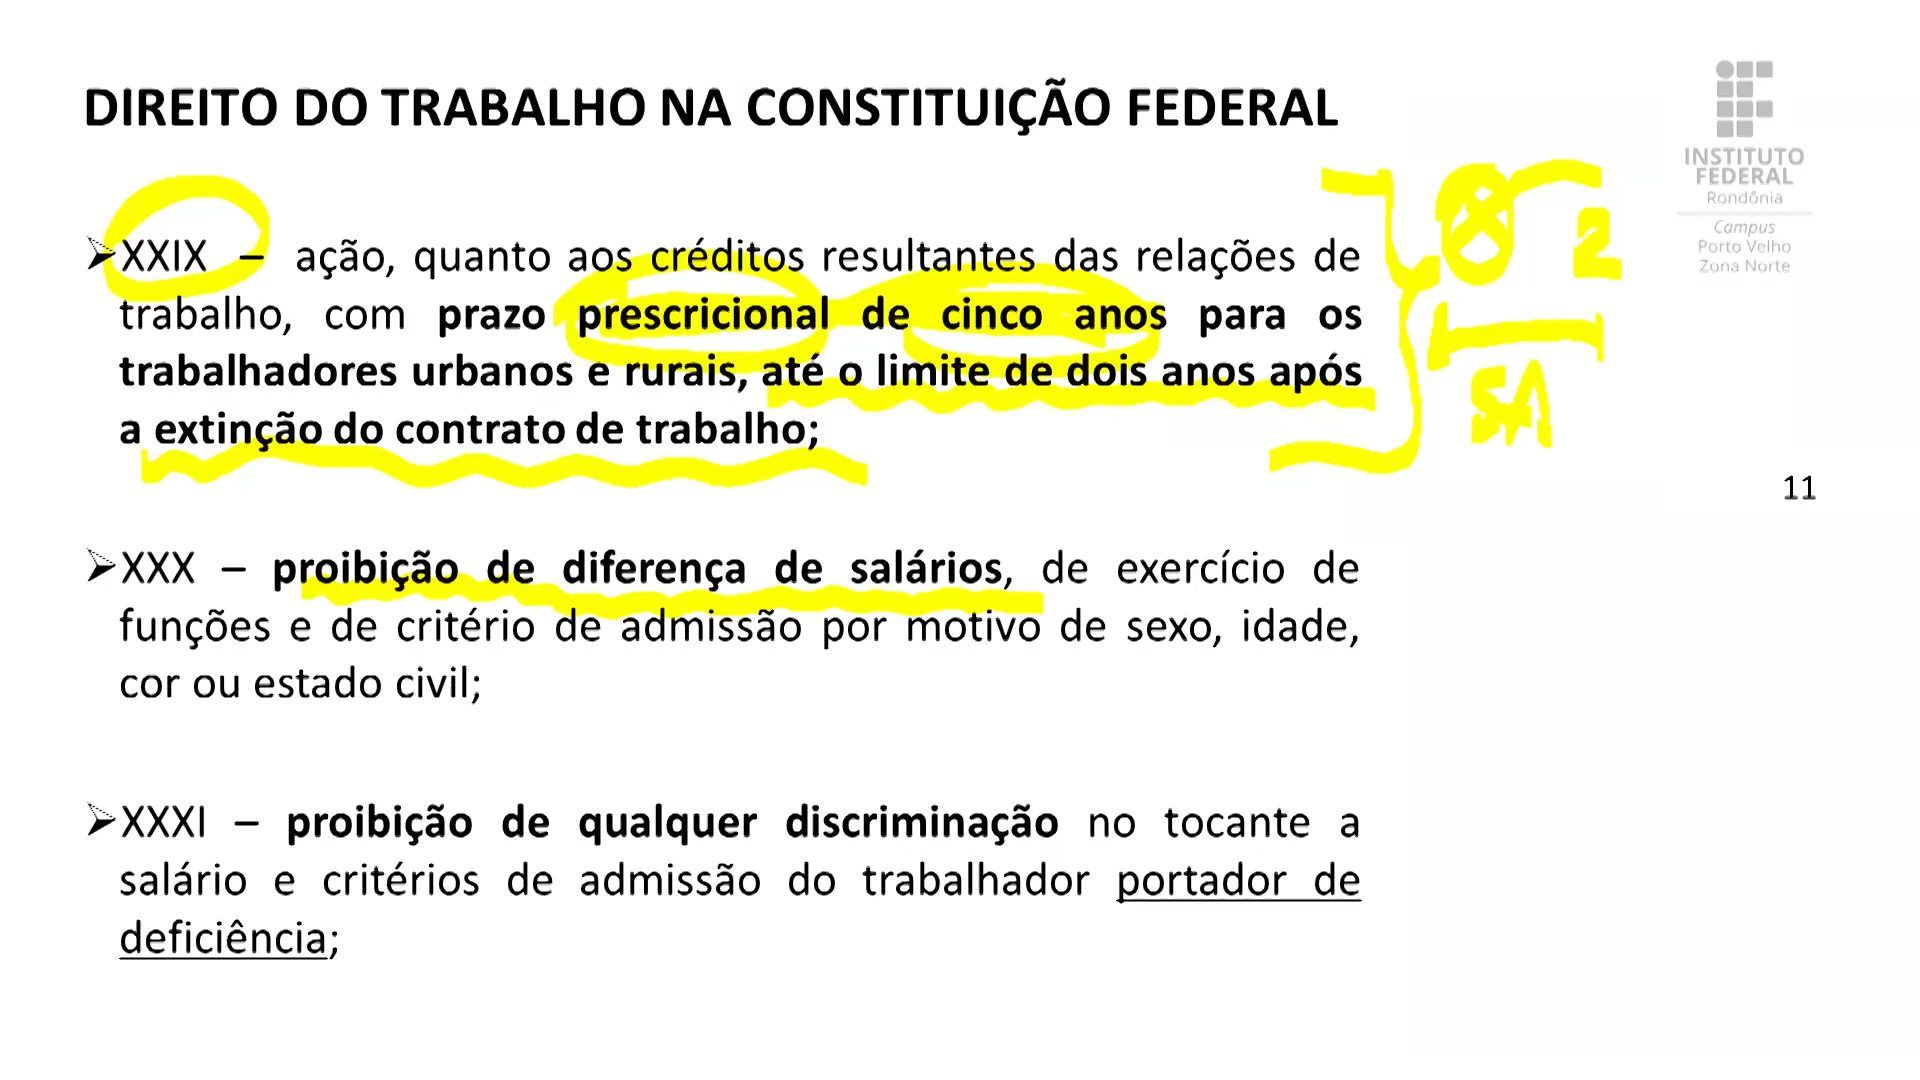 DIREITO DO TRABALHO NA CONSTITUIÇÃO FEDERAL
INSTITUTO
FEDERAL
Rondônia
Campus
Porto Velho
Zona Norte
➢XXIX – ação, quanto aos créditos resultantes das relações de
trabalho, com prazo prescricional de cinco anos para os
trabalhadores urbanos e rurais, até o limite de dois anos após
a extinção do contrato de trabalho;
2
5A
11
➢XXX – proibição de diferença de salários, de exercício de
funções e de critério de admissão por motivo de sexo, idade,
cor ou estado civil;
➢XXXI – proibição de qualquer discriminação no tocante a
salário e critérios de admissão do trabalhador portador de
deficiência;